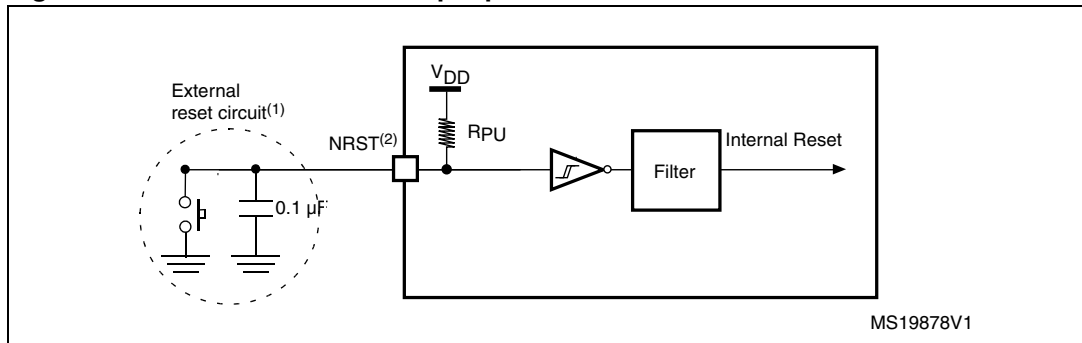 External
reset circuit(1)
NRST(2)
VDD
RPU
Filter
Internal Reset
0.1 µF
MS19878V1